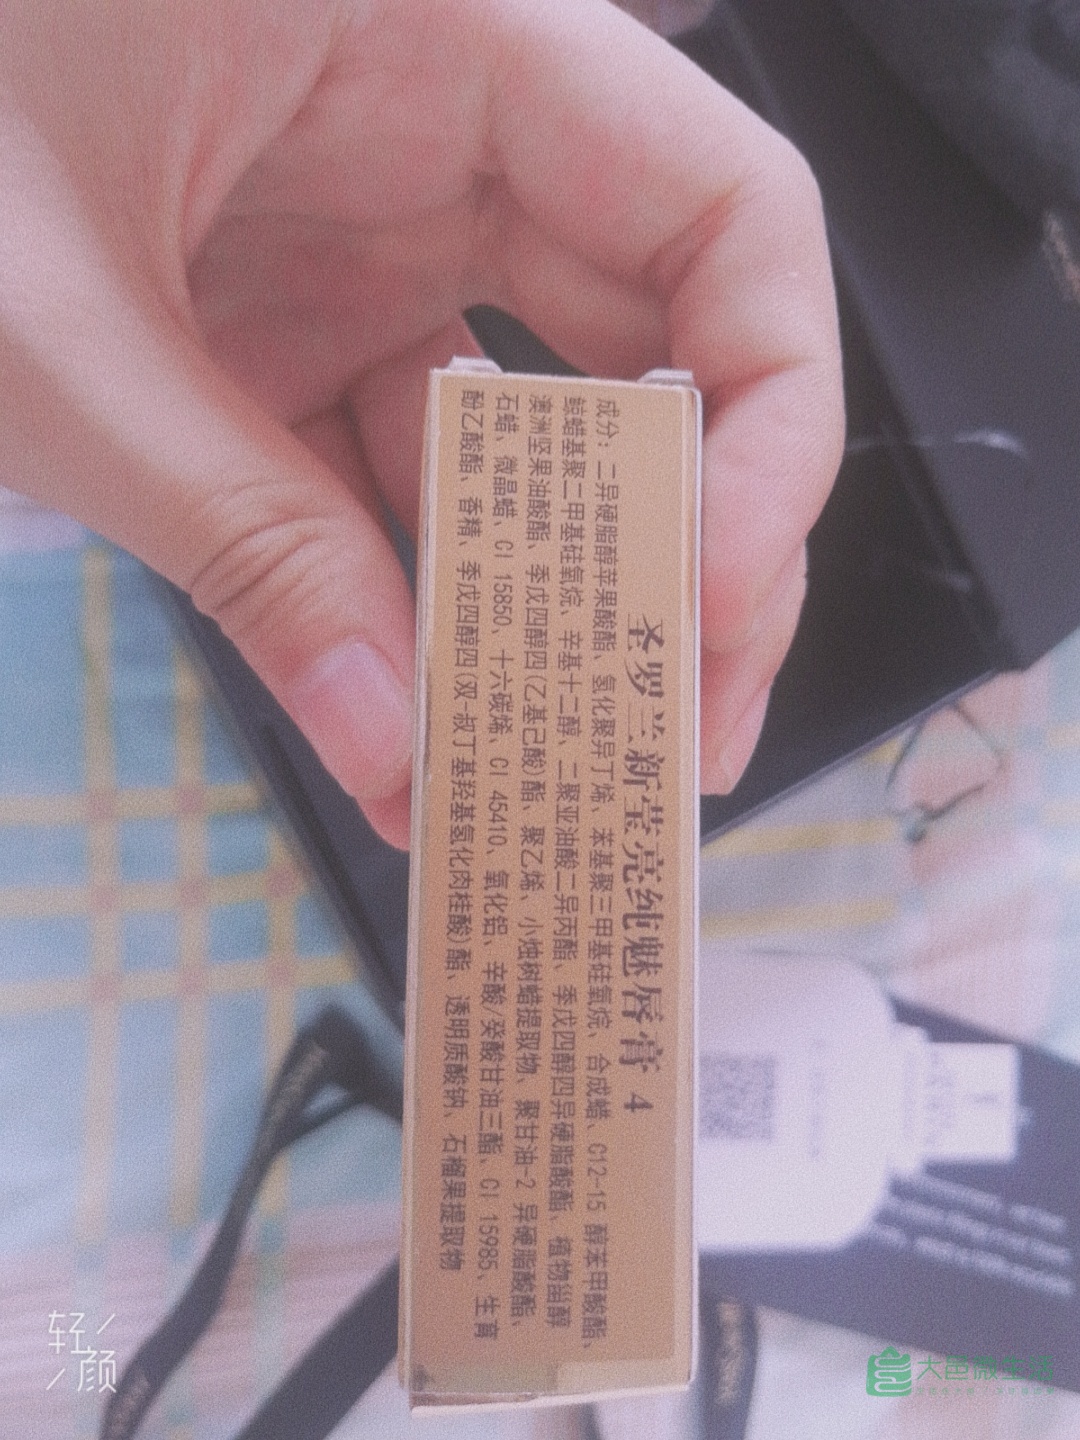 圣罗兰新莹亮纯魅唇膏 4
成分：二异硬脂醇苹果酸酯、氢化聚异丁烯、苯基聚三甲基硅氧烷、合成蜡、C12-15 醇苯甲酸酯、
鲸蜡基聚二甲基硅氧烷、辛基十二醇、二聚亚油酸二异丙酯、季戊四醇四异硬脂酸酯、植物甾醇
澳洲坚果油酸酯、季戊四醇四(乙基己酸)酯、聚乙烯、小烛树蜡提取物、聚甘油-2 异硬脂酸酯、
石蜡、微晶蜡、CI 15850、十六碳烯、CI 45410、氧化铝、辛酸/癸酸甘油三酯、CI 15985、生育
酚乙酸酯、香精、季戊四醇四(双-叔丁基羟基氢化肉桂酸)酯、透明质酸钠、石榴果提取物
轻颜
大邑微生活